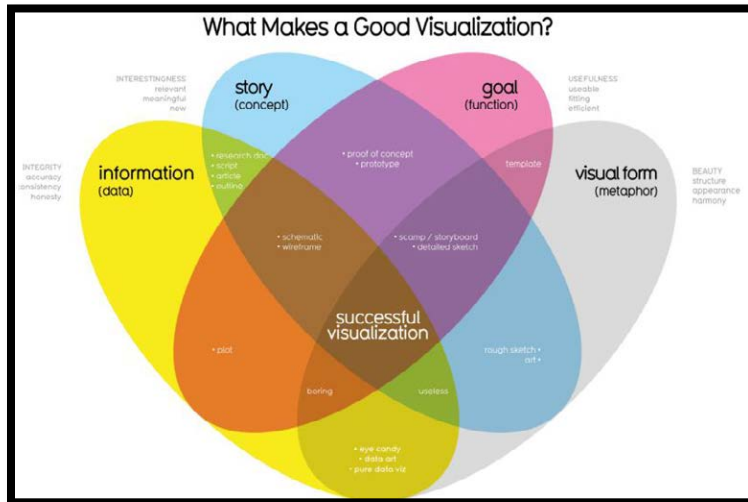 What Makes a Good Visualization?
INTERESTINGNESS
relevant
meaningful
new
story
(concept)
goal
(function)
USEFULNESS
useable
fitting
efficient
INTEGRITY
accuracy
consistency
honesty
information
(data)
• research doc
• script
• article
• outline
• proof of concept
• prototype
template
visual form
(metaphor)
BEAUTY
structure
appearance
harmony
• schematic
• wireframe
• scamp / storyboard
• detailed sketch
successful
visualization
• plot
rough sketch •
art •
boring
useless
• eye candy
• data art
• pure data viz